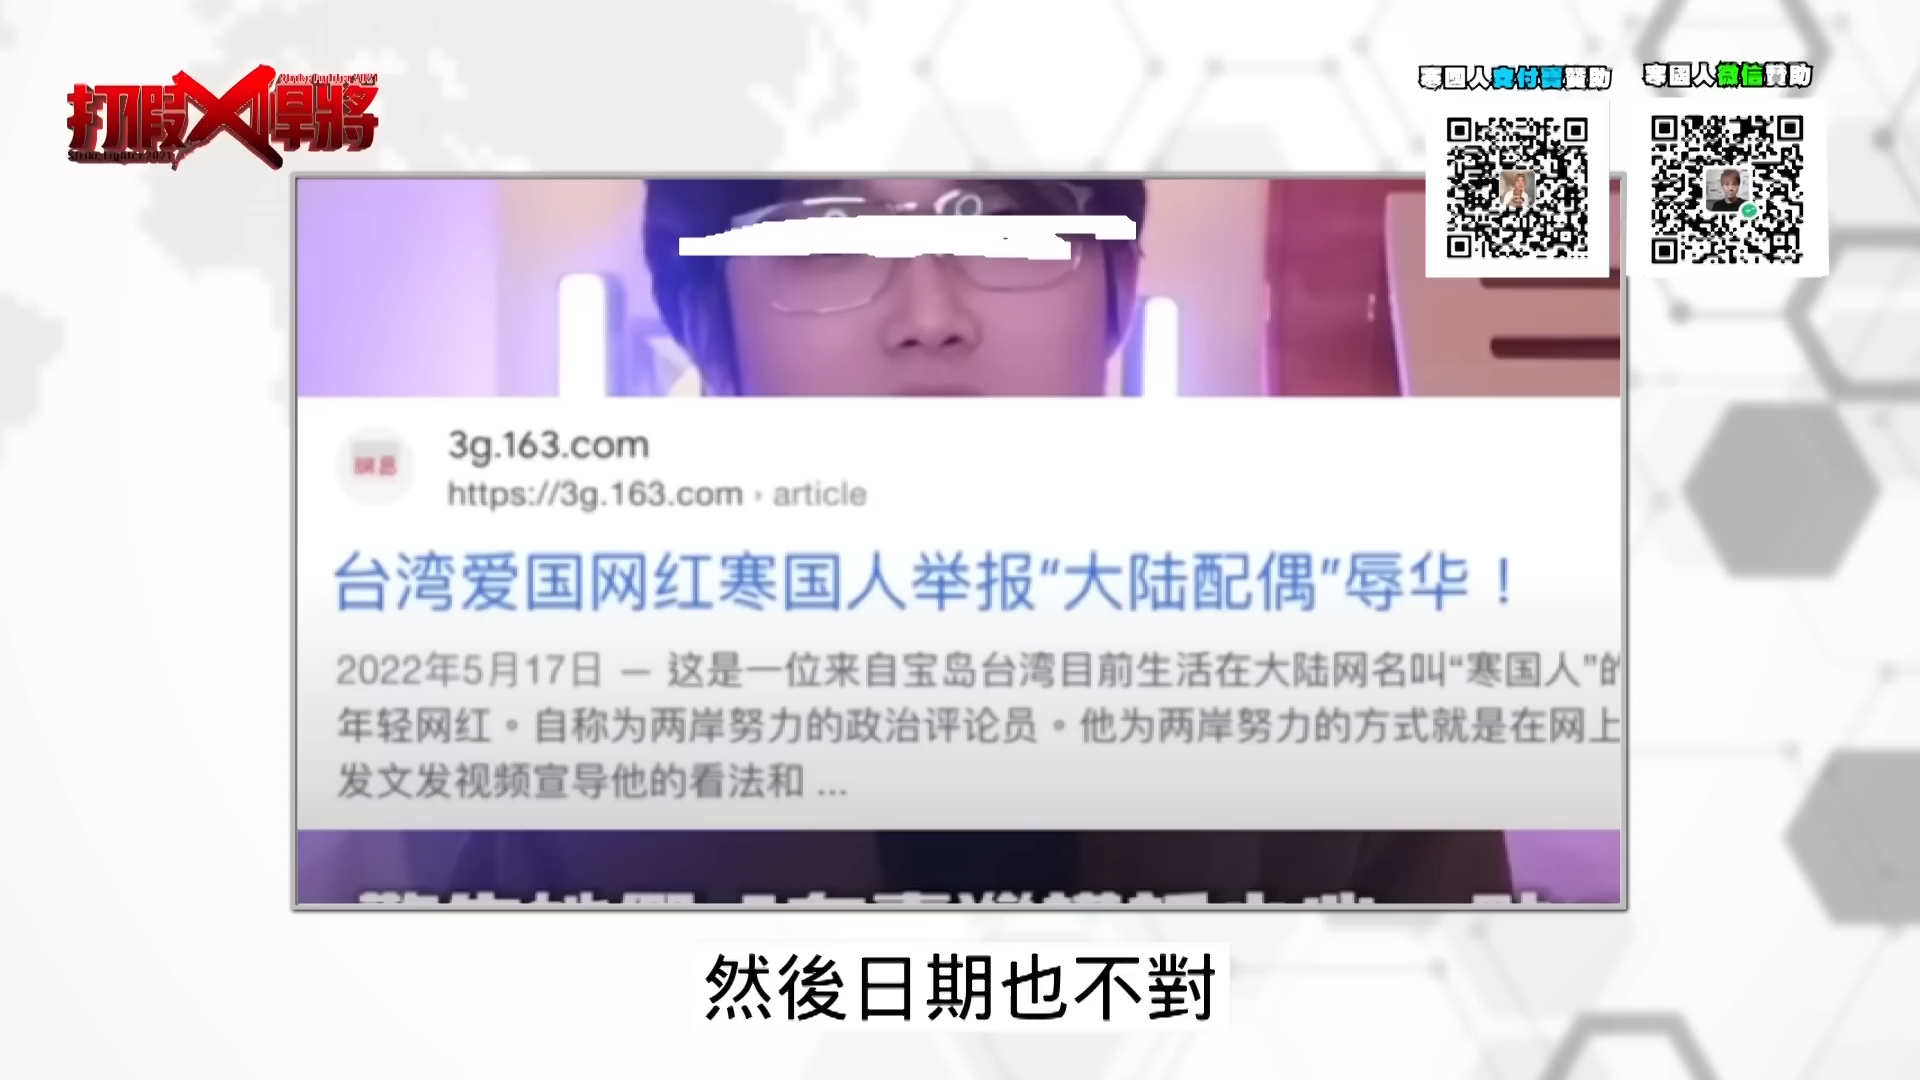 打假悍將
Strike Fighter 2021
寒國人支付寶贊助
寒國人微信贊助
3g.163.com
https://3g.163.com › article
台湾爱国网红寒国人举报“大陆配偶”辱华！
2022年5月17日 — 这是一位来自宝岛台湾目前生活在大陆网名叫“寒国人”的
年轻网红。自称为两岸努力的政治评论员。他为两岸努力的方式就是在网上
发文发视频宣导他的看法和 ...
然後日期也不對